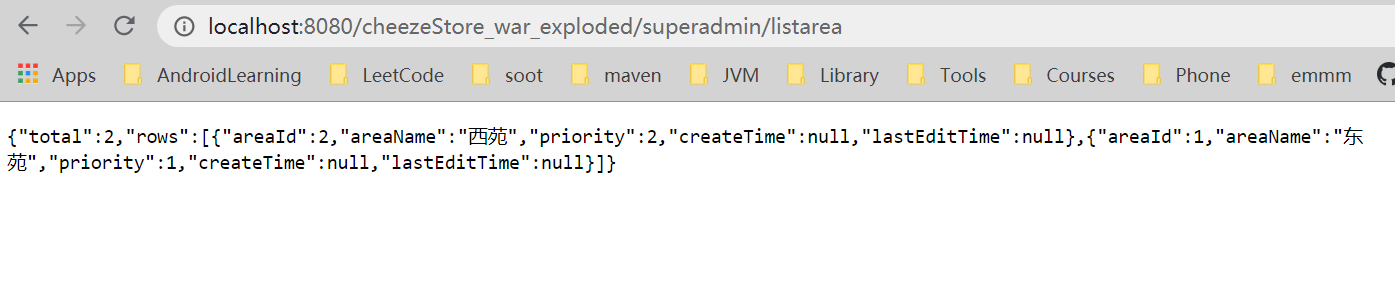 localhost:8080/cheezeStore_war_exploded/superadmin/listarea
Apps AndroidLearning LeetCode soot maven JVM Library Tools Courses Phone emmm
{"total":2,"rows":[{"areaId":2,"areaName":"西苑","priority":2,"createTime":null,"lastEditTime":null},{"areaId":1,"areaName":"东
苑","priority":1,"createTime":null,"lastEditTime":null}]}